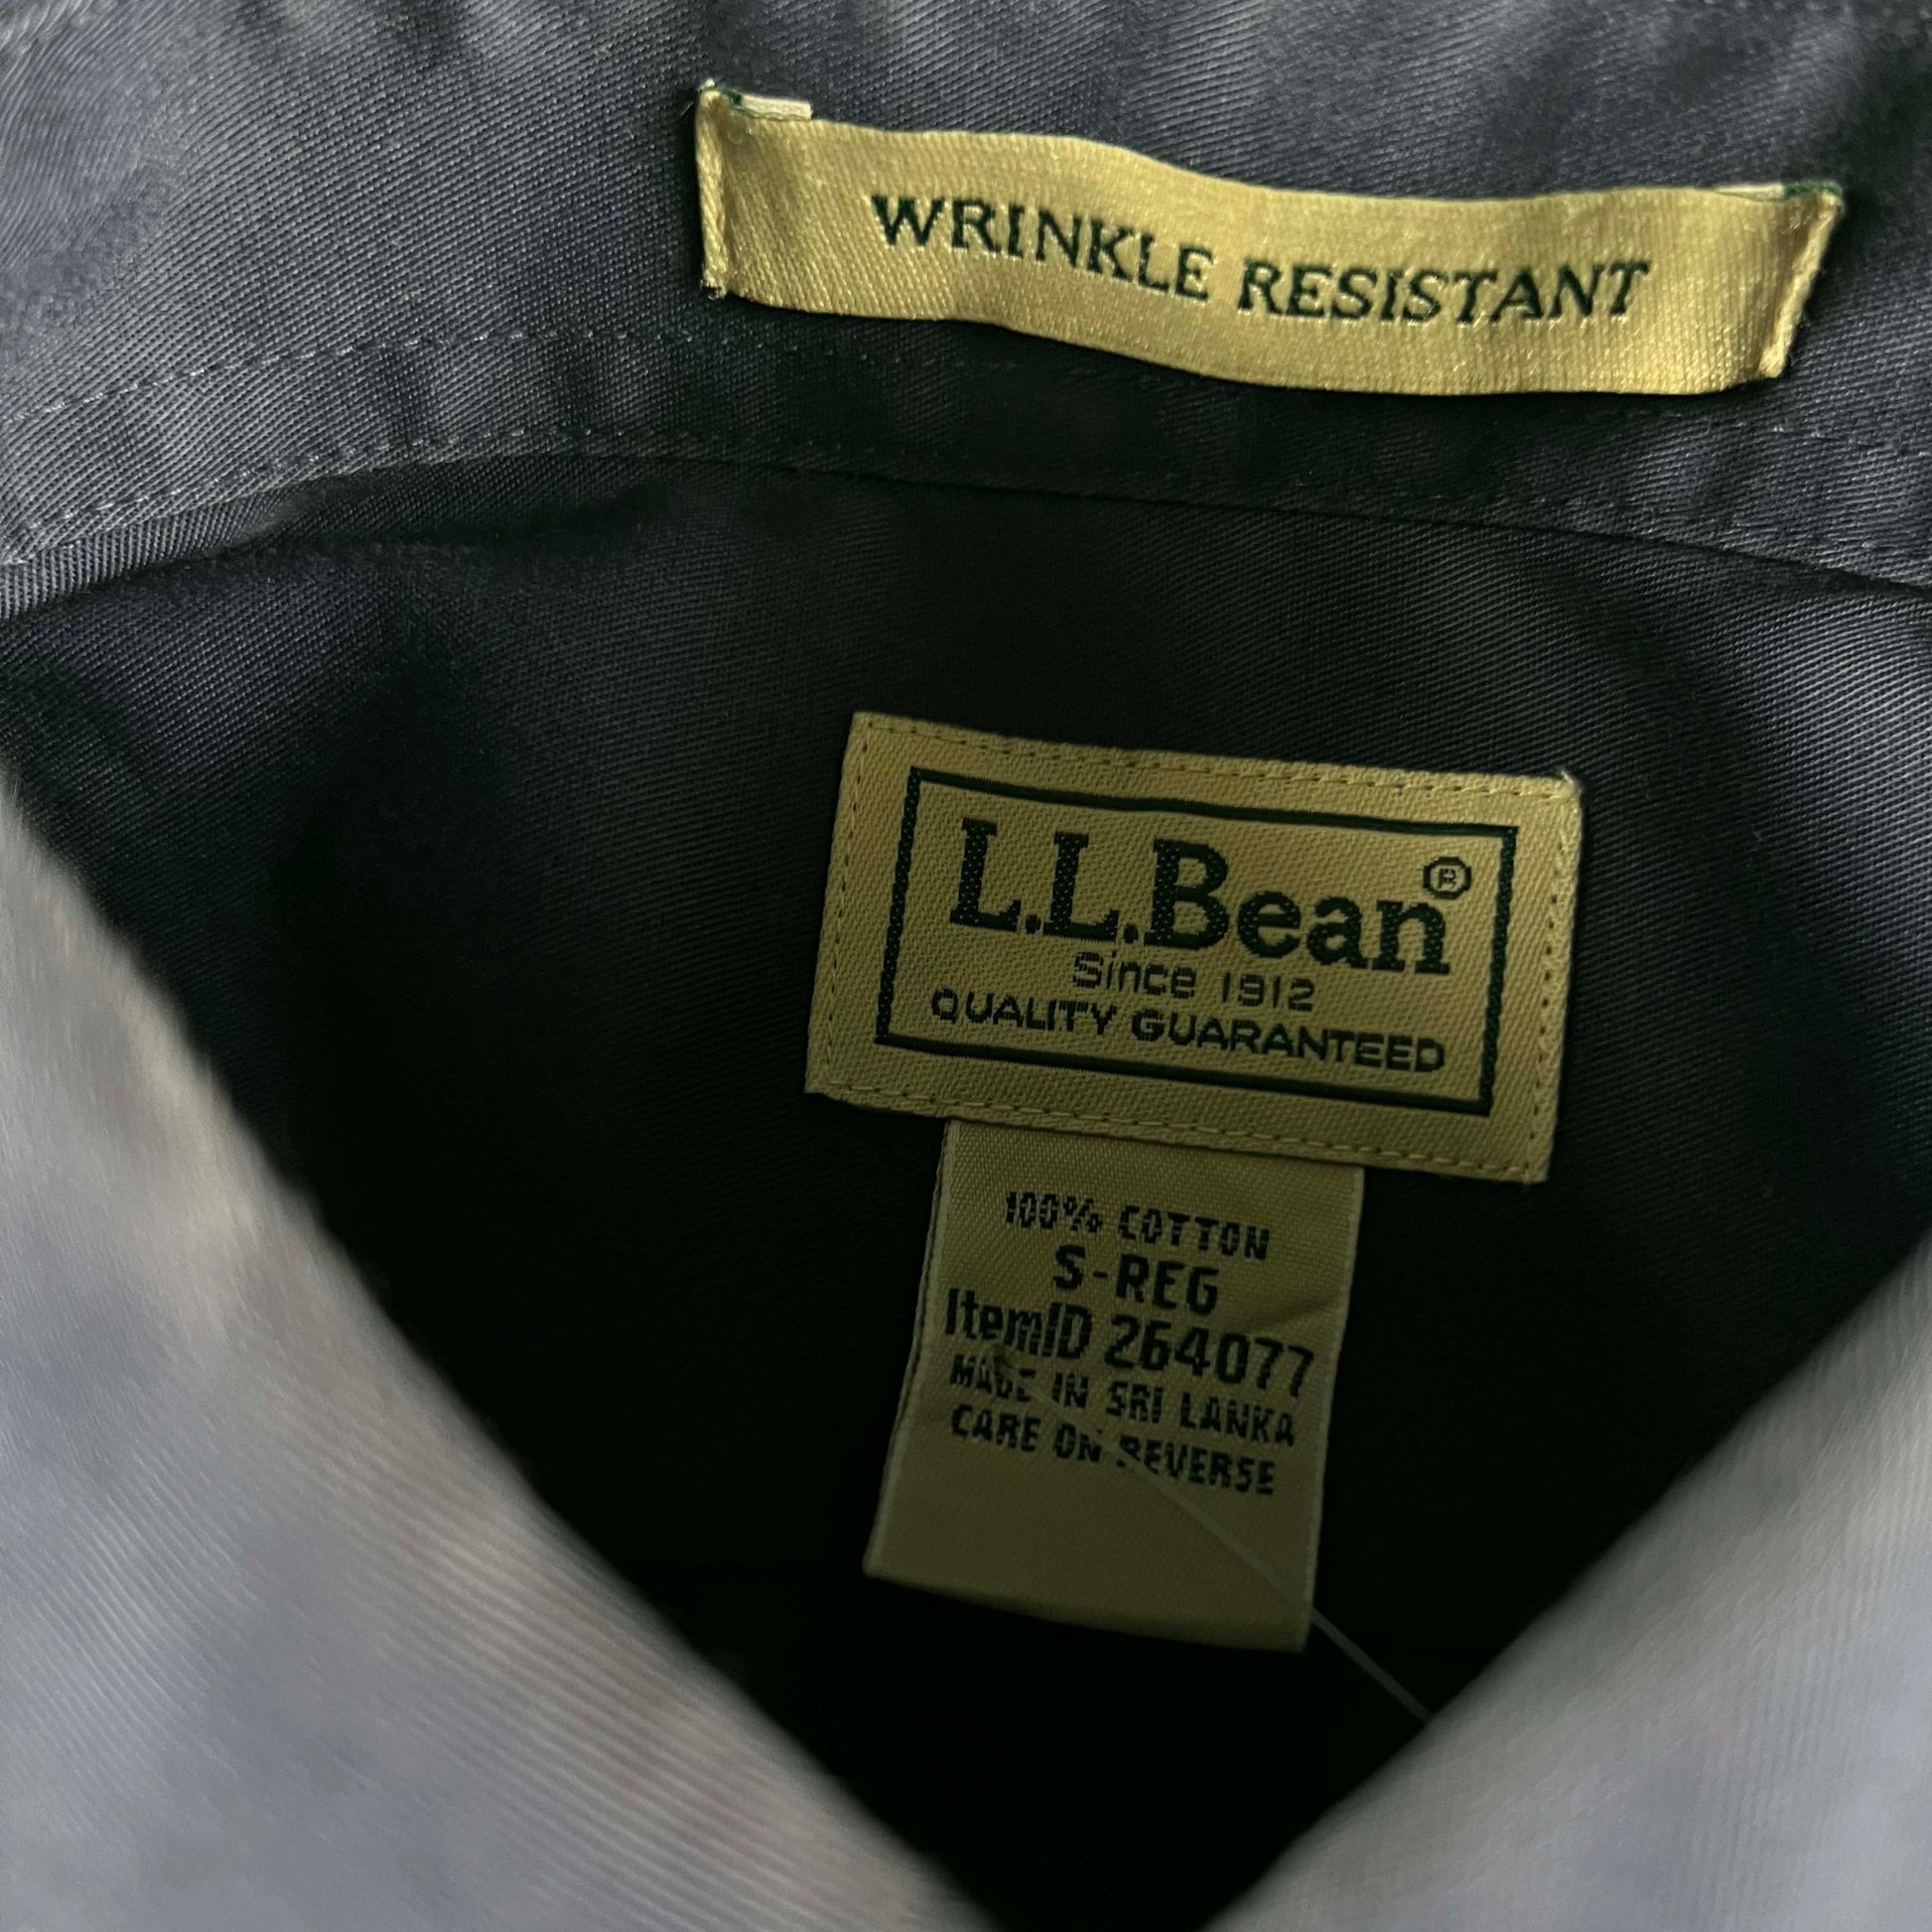 WRINKLE RESISTANT
L.L.Bean®
Since 1912
QUALITY GUARANTEED
100% COTTON
S-REG
ItemID 264077
MADE IN SRI LANKA
CARE ON REVERSE